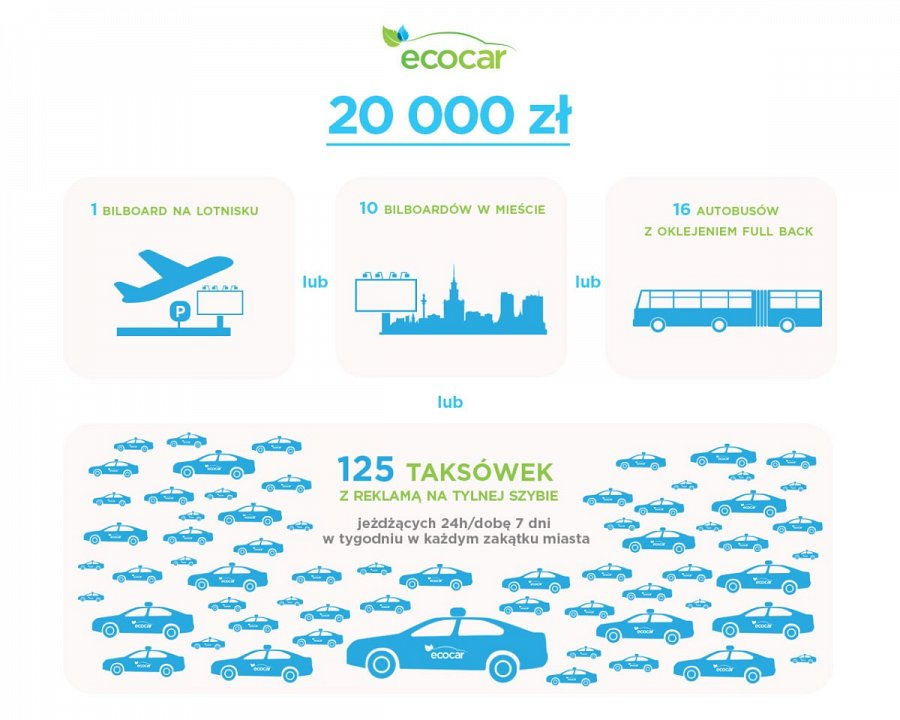 ecocar
20 000 zł
1 BILBOARD NA LOTNISKU
P
lub
10 BILBOARDÓW W MIEŚCIE
lub
16 AUTOBUSÓW
Z OKLEJENIEM FULL BACK
lub
125 TAKSÓWEK
Z REKLAMĄ NA TYLNEJ SZYBIE
jeżdżących 24h/dobę 7 dni
w tygodniu w każdym zakątku miasta
ecocar